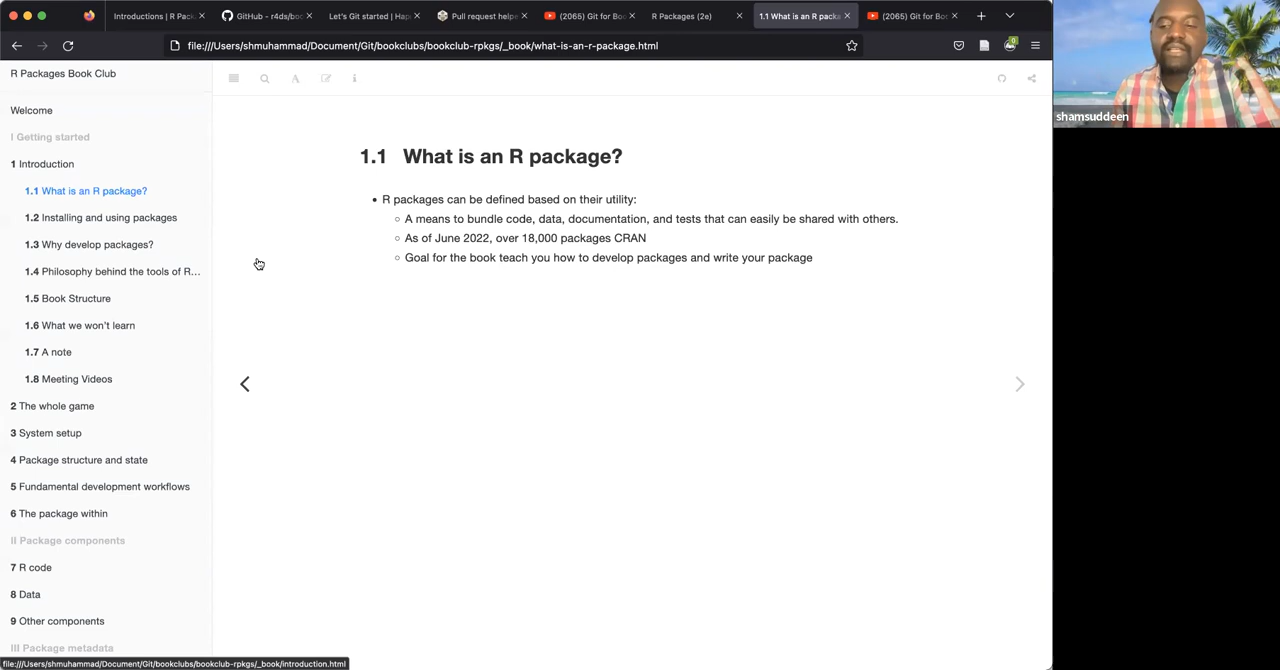 Introductions | R Pack
GitHub - r4ds/boo
Let's Git started | Hap
Pull request helpe
(2065) Git for Boo
R Packages (2e)
1.1 What is an R packa
(2065) Git for Bor
file:///Users/shmuhammad/Document/Git/bookclubs/bookclub-rpkgs/_book/what-is-an-r-package.html
0
shamsuddeen
R Packages Book Club
Welcome
I Getting started
1 Introduction
1.1 What is an R package?
1.2 Installing and using packages
1.3 Why develop packages?
1.4 Philosophy behind the tools of R...
1.5 Book Structure
1.6 What we won't learn
1.7 A note
1.8 Meeting Videos
2 The whole game
3 System setup
4 Package structure and state
5 Fundamental development workflows
6 The package within
II Package components
7 R code
8 Data
9 Other components
III Package metadata
A
i
1.1 What is an R package?
• R packages can be defined based on their utility:
○ A means to bundle code, data, documentation, and tests that can easily be shared with others.
○ As of June 2022, over 18,000 packages CRAN
○ Goal for the book teach you how to develop packages and write your package
file:///Users/shmuhammad/Document/Git/bookclubs/bookclub-rpkgs/_book/introduction.html